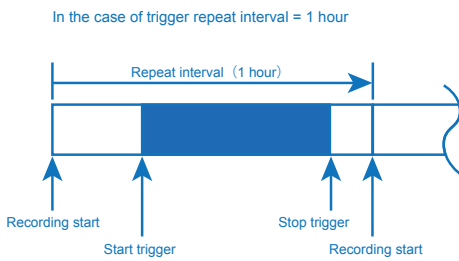 In the case of trigger repeat interval = 1 hour
Repeat interval（1 hour）
Recording start
Stop trigger
Start trigger
Recording start